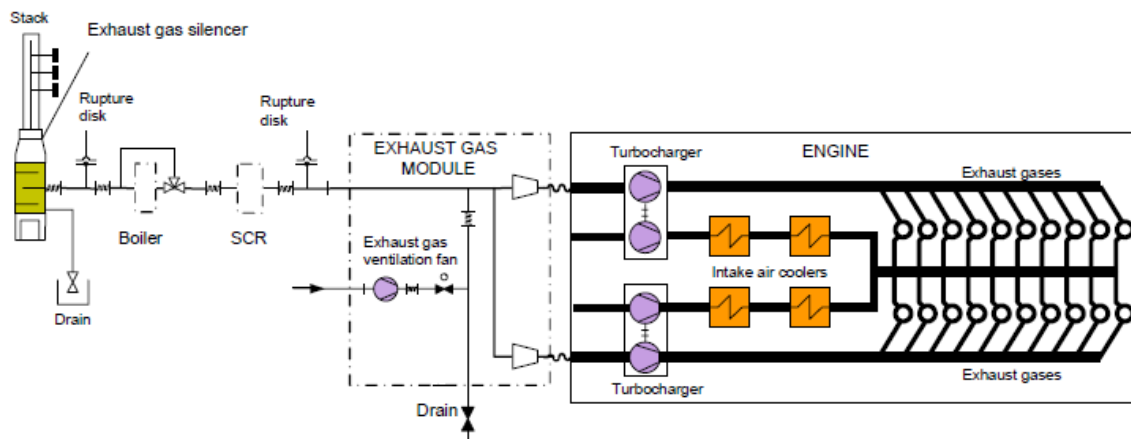 Stack
Exhaust gas silencer
Rupture
disk
Rupture
disk
EXHAUST GAS
MODULE
ENGINE
Turbocharger
Exhaust gases
Boiler
SCR
Exhaust gas
ventilation fan
Intake air coolers
Drain
Drain
Turbocharger
Exhaust gases